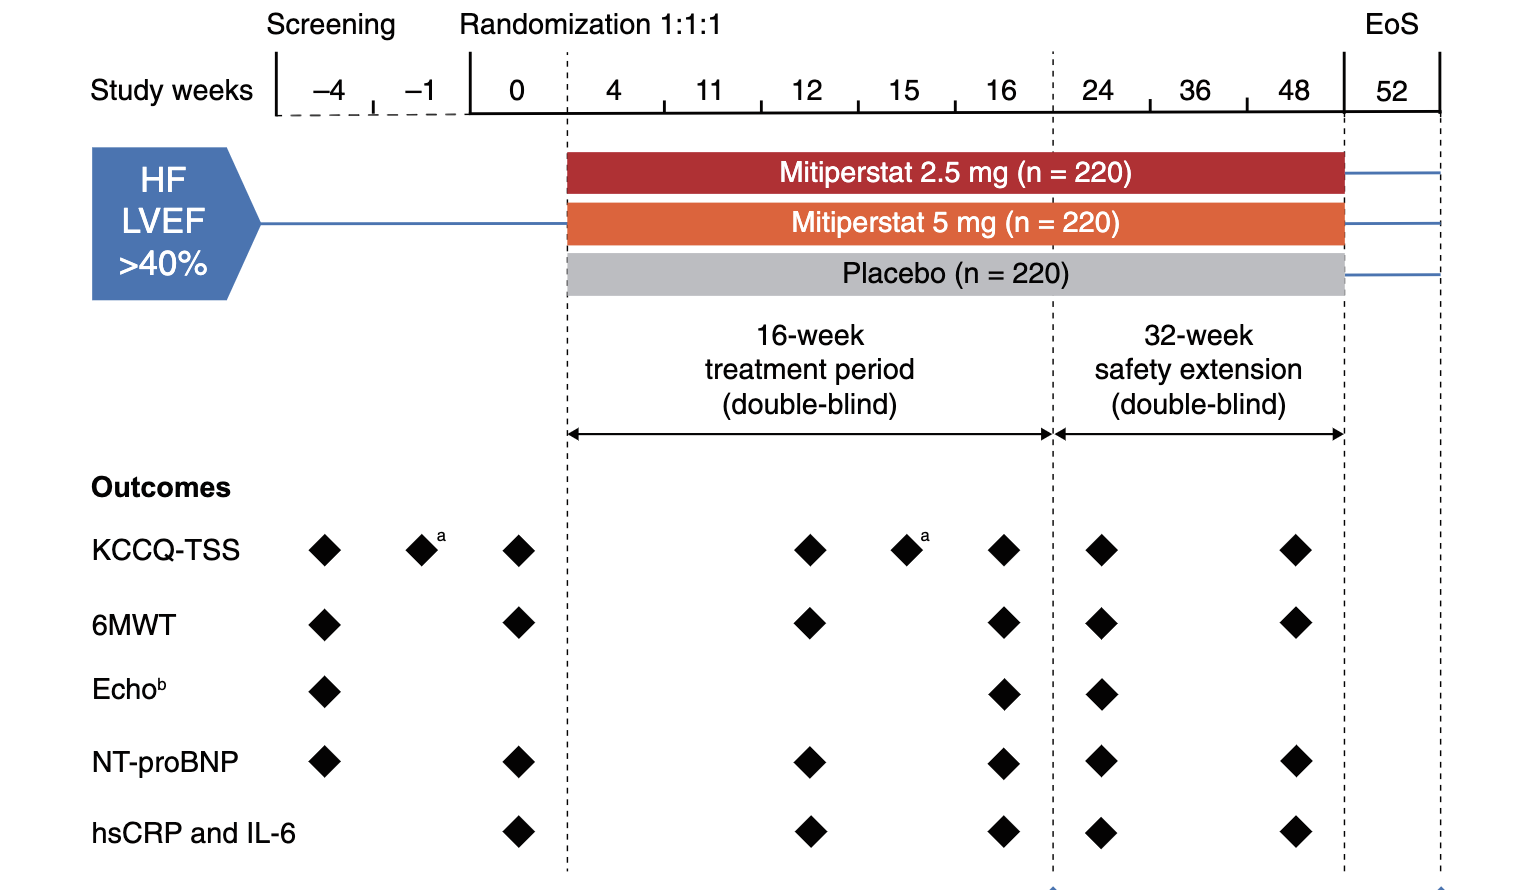 Screening Randomization 1:1:1 EoS
Study weeks –4 –1 0 4 11 12 15 16 24 36 48 52
HF
LVEF
>40%
Mitiperstat 2.5 mg (n = 220)
Mitiperstat 5 mg (n = 220)
Placebo (n = 220)
16-week
treatment period
(double-blind)
32-week
safety extension
(double-blind)
Outcomes
KCCQ-TSS a a
6MWT
Echob
NT-proBNP
hsCRP and IL-6